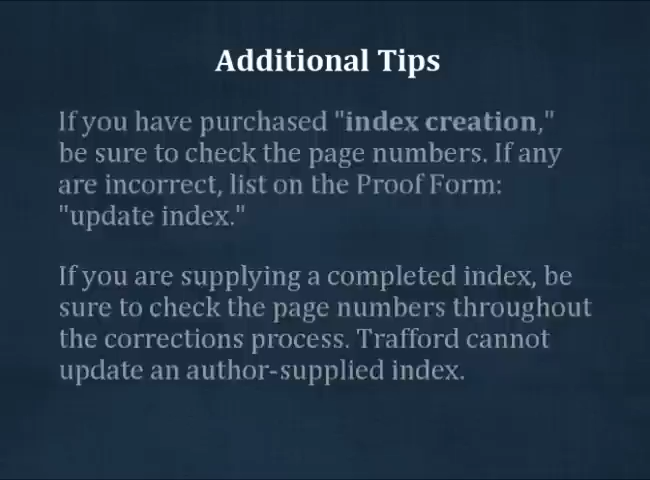 Additional Tips
If you have purchased "index creation,"
be sure to check the page numbers. If any
are incorrect, list on the Proof Form:
"update index."
If you are supplying a completed index, be
sure to check the page numbers throughout
the corrections process. Trafford cannot
update an author-supplied index.